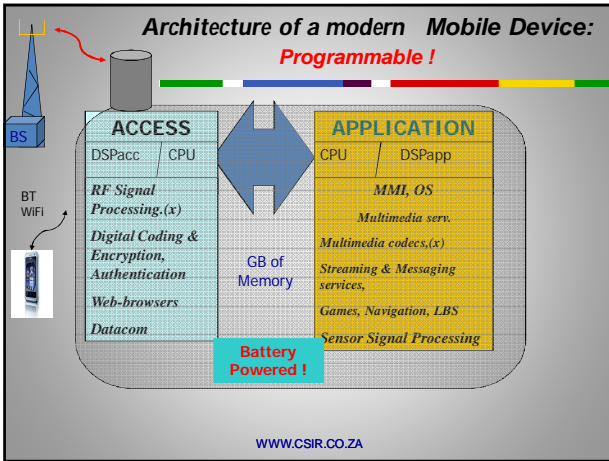 Architecture of a modern Mobile Device:
Programmable !
BS
BT
WiFi
ACCESS
DSPacc / CPU
RF Signal
Processing.(x)
Digital Coding &
Encryption,
Authentication
Web-browsers
Datacom
GB of
Memory
APPLICATION
CPU / DSPapp
MMI, OS
Multimedia serv.
Multimedia codecs,(x)
Streaming & Messaging
services,
Games, Navigation, LBS
Sensor Signal Processing
Battery
Powered !
WWW.CSIR.CO.ZA